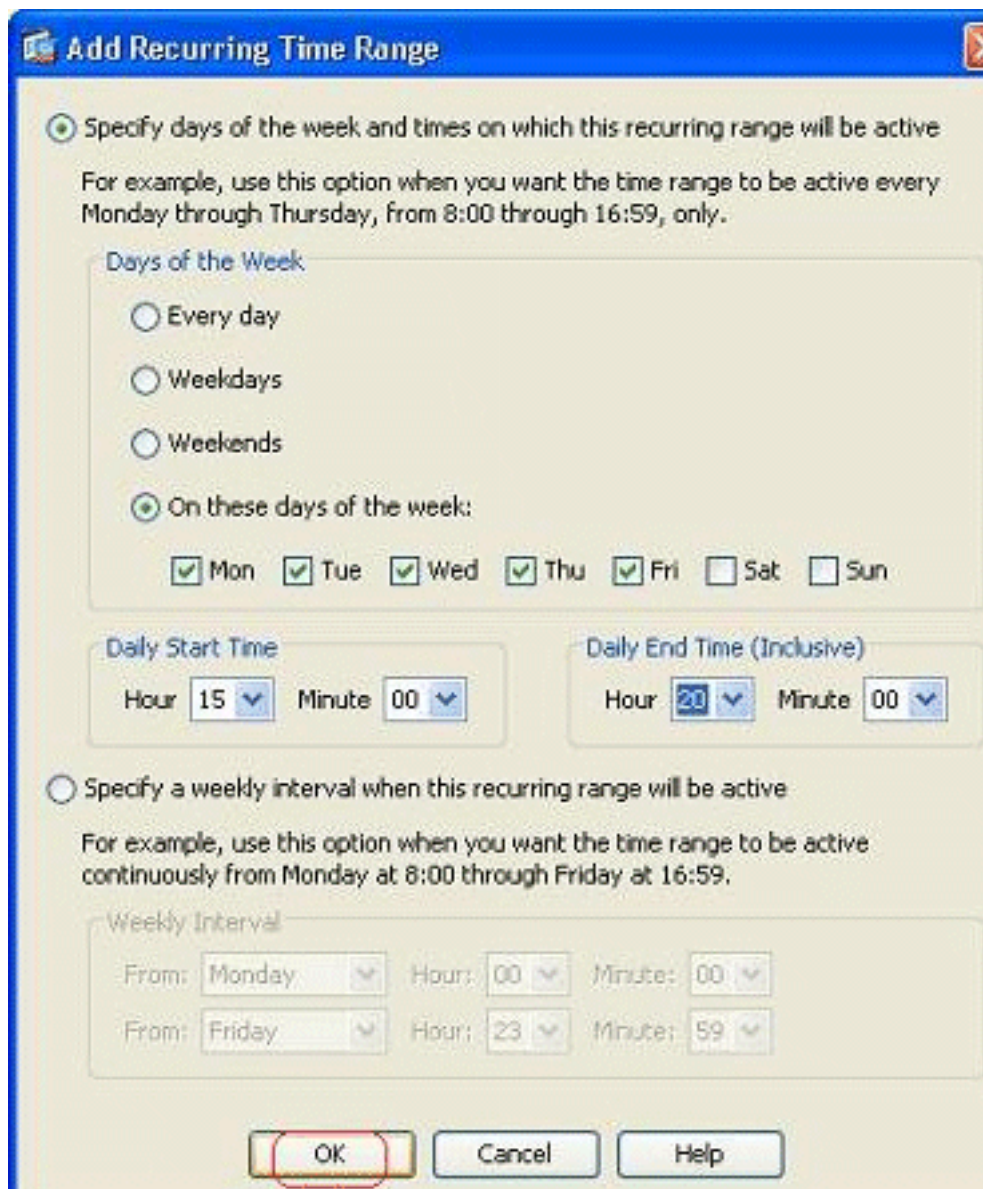 Add Recurring Time Range
Specify days of the week and times on which this recurring range will be active
For example, use this option when you want the time range to be active every
Monday through Thursday, from 8:00 through 16:59, only.
Days of the Week
Every day
Weekdays
Weekends
On these days of the week:
Mon Tue Wed Thu Fri Sat Sun
Daily Start Time Daily End Time (Inclusive)
Hour 15 Minute 00 Hour 20 Minute 00
Specify a weekly interval when this recurring range will be active
For example, use this option when you want the time range to be active
continuously from Monday at 8:00 through Friday at 16:59.
Weekly Interval
From: Monday Hour: 00 Minute: 00
From: Friday Hour: 23 Minute: 59
OK Cancel Help